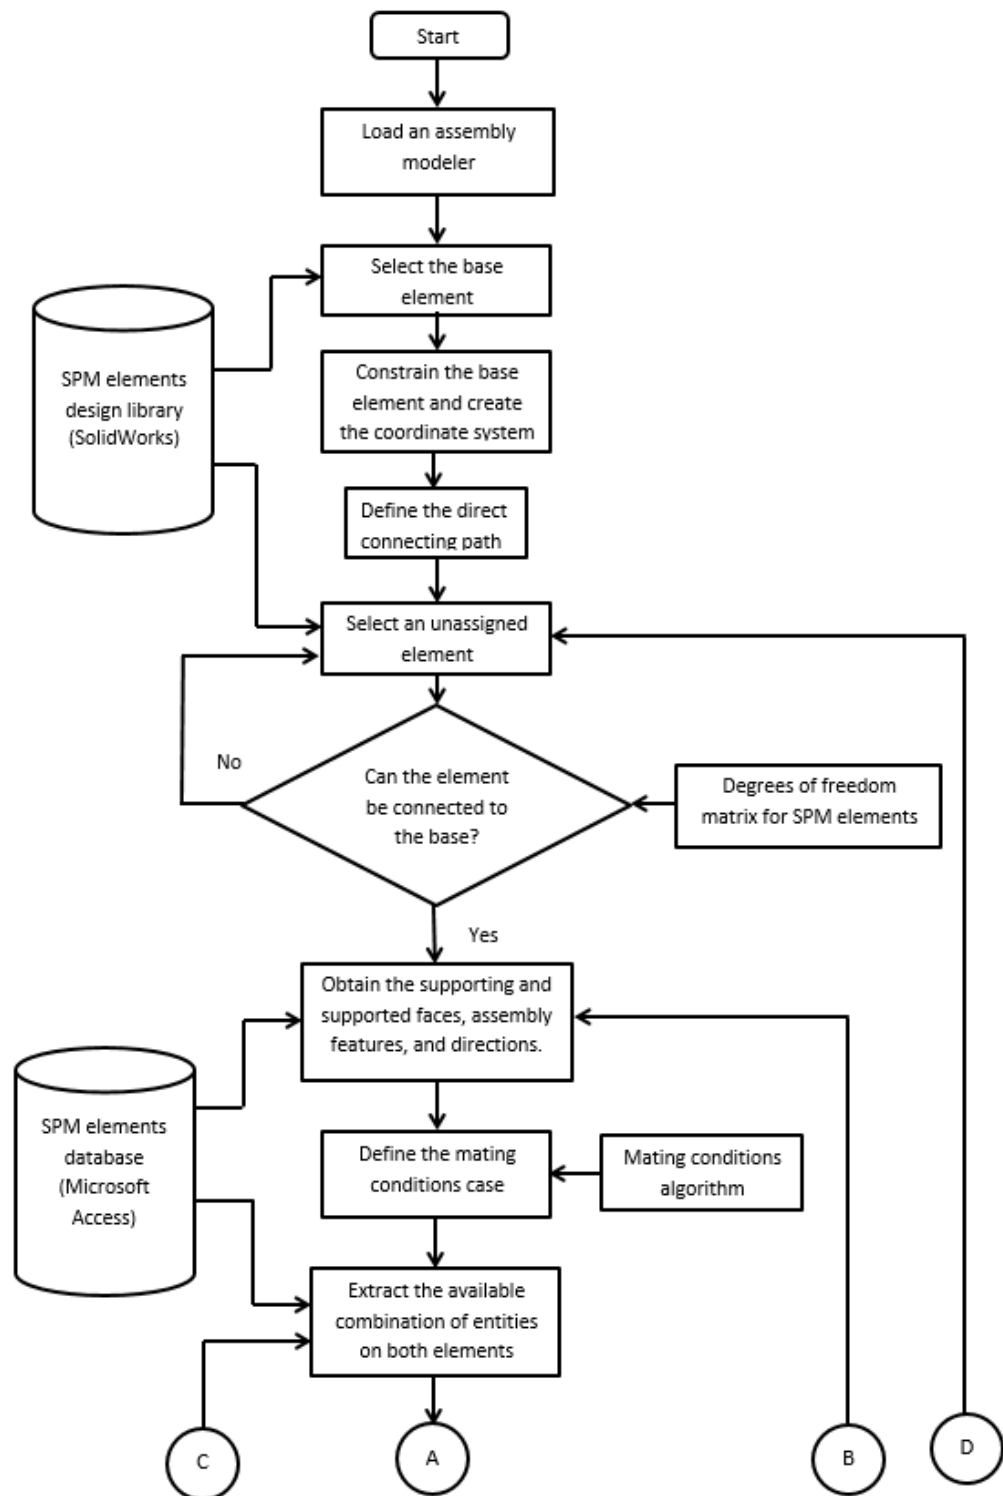 Start
Load an assembly
modeler
Select the base
element
SPM elements
design library
(SolidWorks)
Constrain the base
element and create
the coordinate system
Define the direct
connecting path
Select an unassigned
element
No
Can the element
be connected to
the base?
Degrees of freedom
matrix for SPM elements
Yes
Obtain the supporting and
supported faces, assembly
features, and directions.
SPM elements
database
(Microsoft
Access)
Define the mating
conditions case
Mating conditions
algorithm
Extract the available
combination of entities
on both elements
C
A
B
D